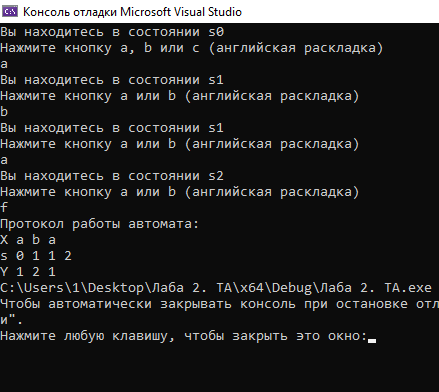 Консоль отладки Microsoft Visual Studio
Вы находитесь в состоянии s0
Нажмите кнопку a, b или c (английская раскладка)
a
Вы находитесь в состоянии s1
Нажмите кнопку a или b (английская раскладка)
b
Вы находитесь в состоянии s1
Нажмите кнопку a или b (английская раскладка)
a
Вы находитесь в состоянии s2
Нажмите кнопку a или b (английская раскладка)
f
Протокол работы автомата:
X a b a
s 0 1 1 2
Y 1 2 1
C:\Users\1\Desktop\Лаба 2. ТА\x64\Debug\Лаба 2. ТА.exe
Чтобы автоматически закрывать консоль при остановке отл
и".
Нажмите любую клавишу, чтобы закрыть это окно: